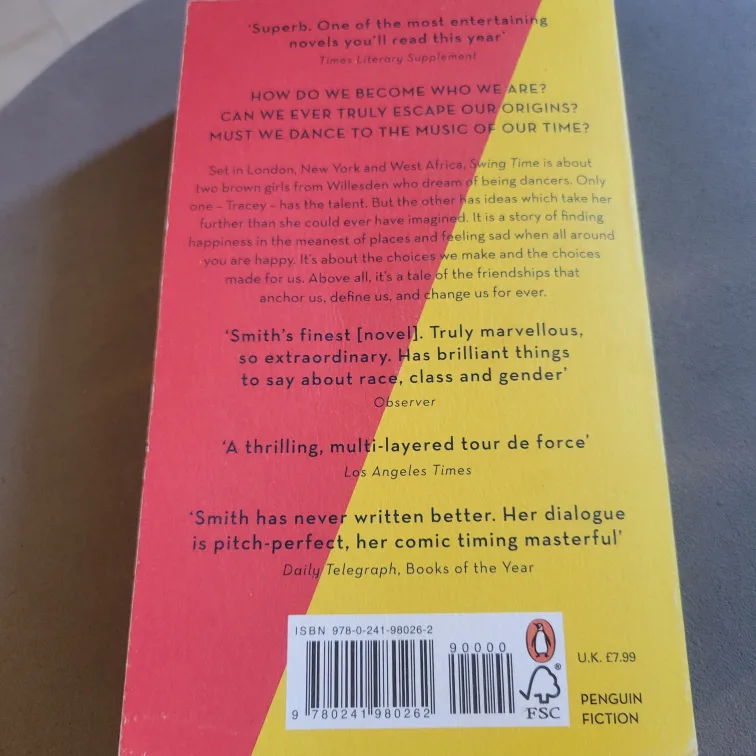 ‘Superb. One of the most entertaining
novels you'll read this year’
Times Literary Supplement
HOW DO WE BECOME WHO WE ARE?
CAN WE EVER TRULY ESCAPE OUR ORIGINS?
MUST WE DANCE TO THE MUSIC OF OUR TIME?
Set in London, New York and West Africa, Swing Time is about
two brown girls from Willesden who dream of being dancers. Only
one – Tracey – has the talent. But the other has ideas which take her
further than she could ever have imagined. It is a story of finding
happiness in the meanest of places and feeling sad when all around
you are happy. It's about the choices we make and the choices
made for us. Above all, it's a tale of the friendships that
anchor us, define us, and change us for ever.
‘Smith's finest [novel]. Truly marvellous,
so extraordinary. Has brilliant things
to say about race, class and gender’
Observer
‘A thrilling, multi-layered tour de force’
Los Angeles Times
‘Smith has never written better. Her dialogue
is pitch-perfect, her comic timing masterful’
Daily Telegraph, Books of the Year
ISBN 978-0-241-98026-2
90000
9 780241 980262
FSC
®
U.K. £7.99
PENGUIN
FICTION